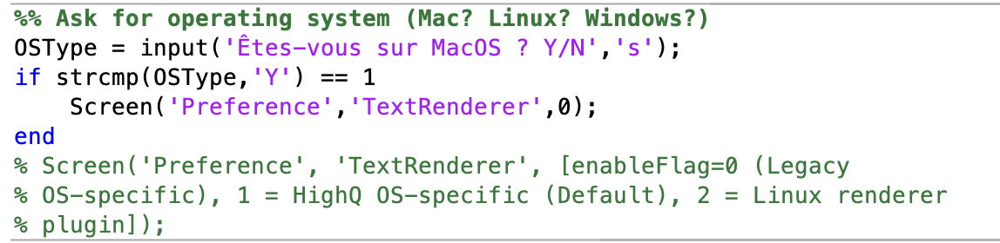 %% Ask for operating system (Mac? Linux? Windows?)
OSType = input('Êtes-vous sur MacOS ? Y/N','s');
if strcmp(OSType,'Y') == 1
    Screen('Preference','TextRenderer',0);
end
% Screen('Preference', 'TextRenderer', [enableFlag=0 (Legacy
% OS-specific), 1 = HighQ OS-specific (Default), 2 = Linux renderer
% plugin]);